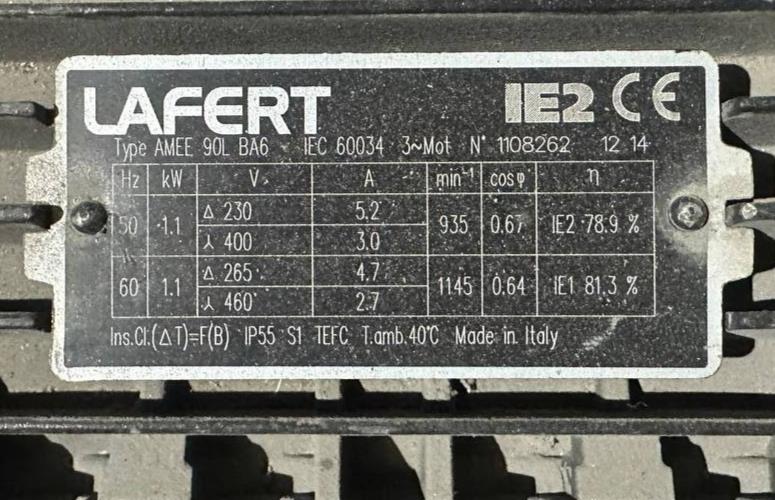 LAFERT IE2 CE
Type AMEE 90L BA6 - IEC 60034 3~Mot N° 1108262 12 14
Hz kW V A min⁻¹ cosφ η
50 1.1 Δ 230 5.2 935 0.67 IE2 78.9 %
⅄ 400 3.0
60 1.1 Δ 265 4.7 1145 0.64 IE1 81.3 %
⅄ 460 2.7
Ins.Cl.(ΔT)=F(B) IP55 S1 TEFC T.amb.40°C Made in Italy